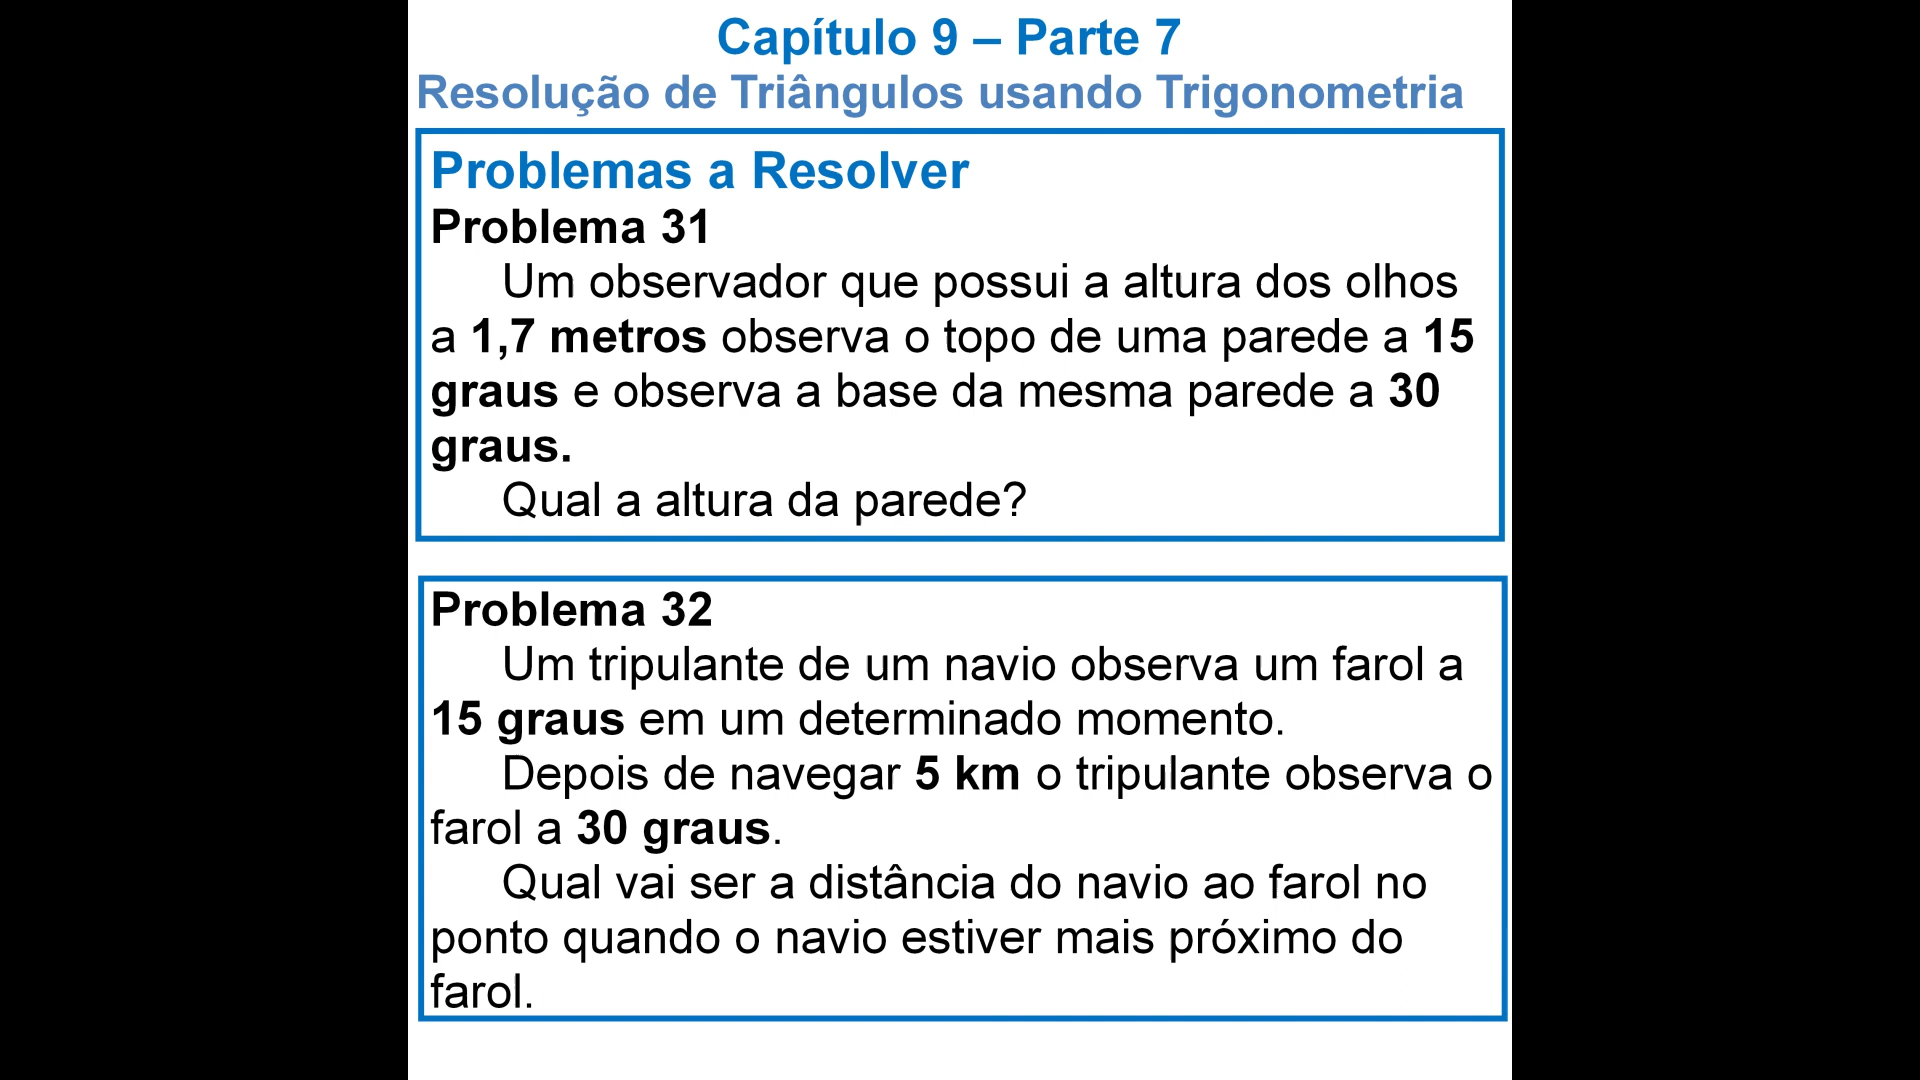 Capítulo 9 – Parte 7
Resolução de Triângulos usando Trigonometria
Problemas a Resolver
Problema 31
Um observador que possui a altura dos olhos
a 1,7 metros observa o topo de uma parede a 15
graus e observa a base da mesma parede a 30
graus.
Qual a altura da parede?
Problema 32
Um tripulante de um navio observa um farol a
15 graus em um determinado momento.
Depois de navegar 5 km o tripulante observa o
farol a 30 graus.
Qual vai ser a distância do navio ao farol no
ponto quando o navio estiver mais próximo do
farol.